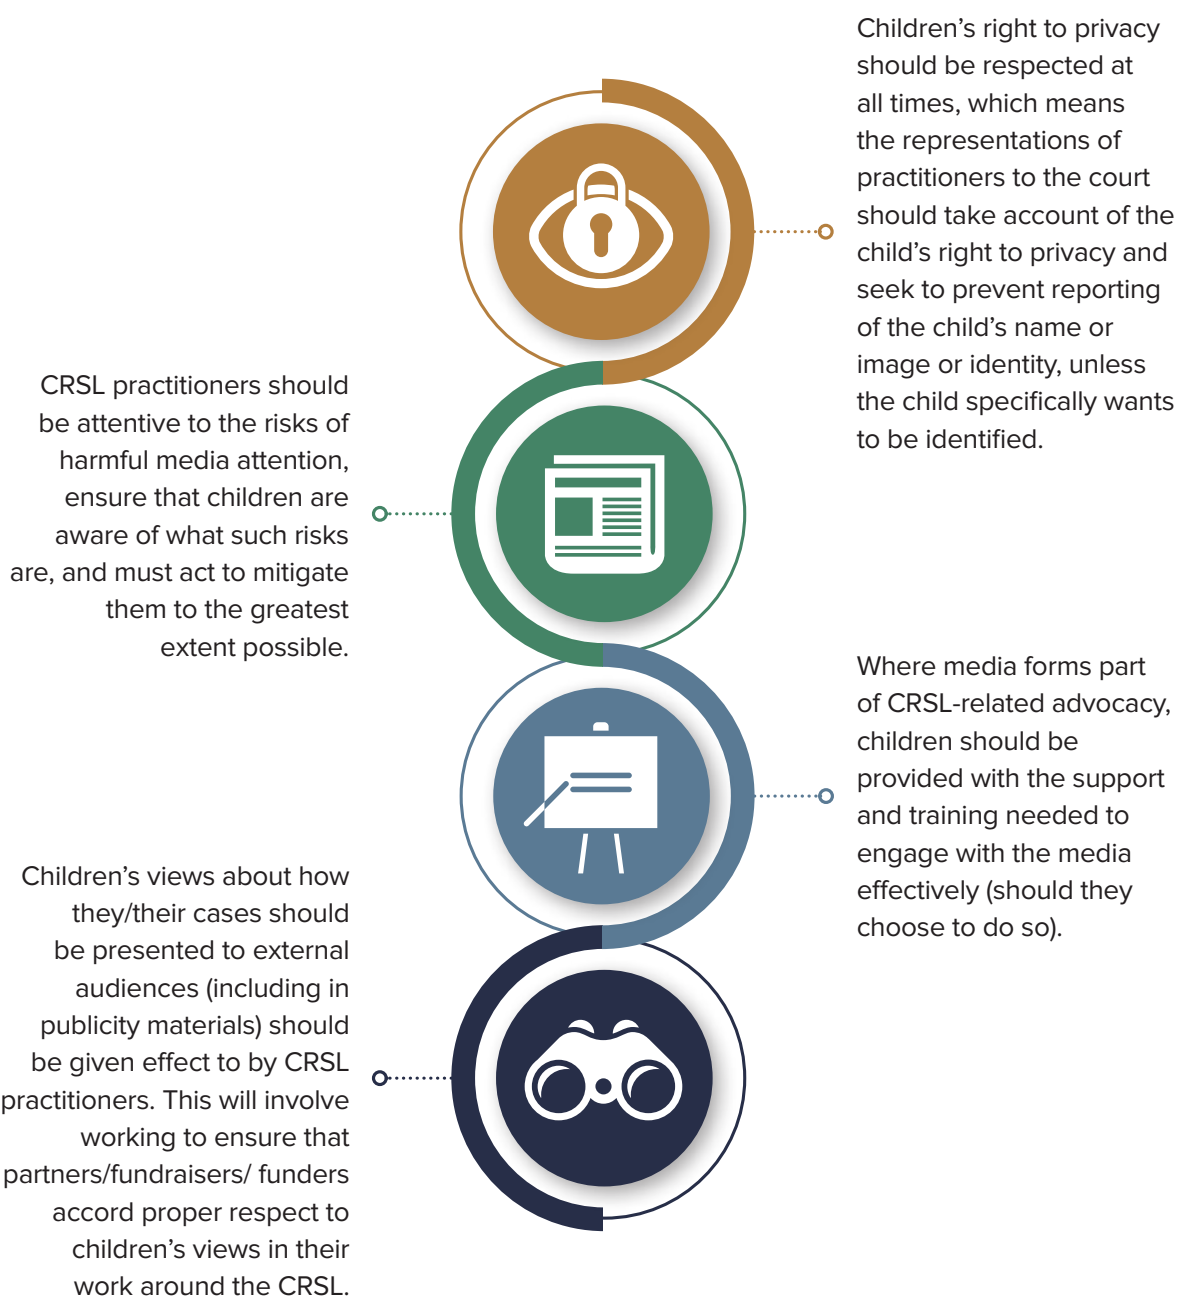 Children’s right to privacy
should be respected at
all times, which means
the representations of
practitioners to the court
should take account of the
child’s right to privacy and
seek to prevent reporting
of the child’s name or
image or identity, unless
the child specifically wants
to be identified.
CRSL practitioners should
be attentive to the risks of
harmful media attention,
ensure that children are
aware of what such risks
are, and must act to mitigate
them to the greatest
extent possible.
Where media forms part
of CRSL-related advocacy,
children should be
provided with the support
and training needed to
engage with the media
effectively (should they
choose to do so).
Children’s views about how
they/their cases should
be presented to external
audiences (including in
publicity materials) should
be given effect to by CRSL
practitioners. This will involve
working to ensure that
partners/fundraisers/ funders
accord proper respect to
children’s views in their
work around the CRSL.